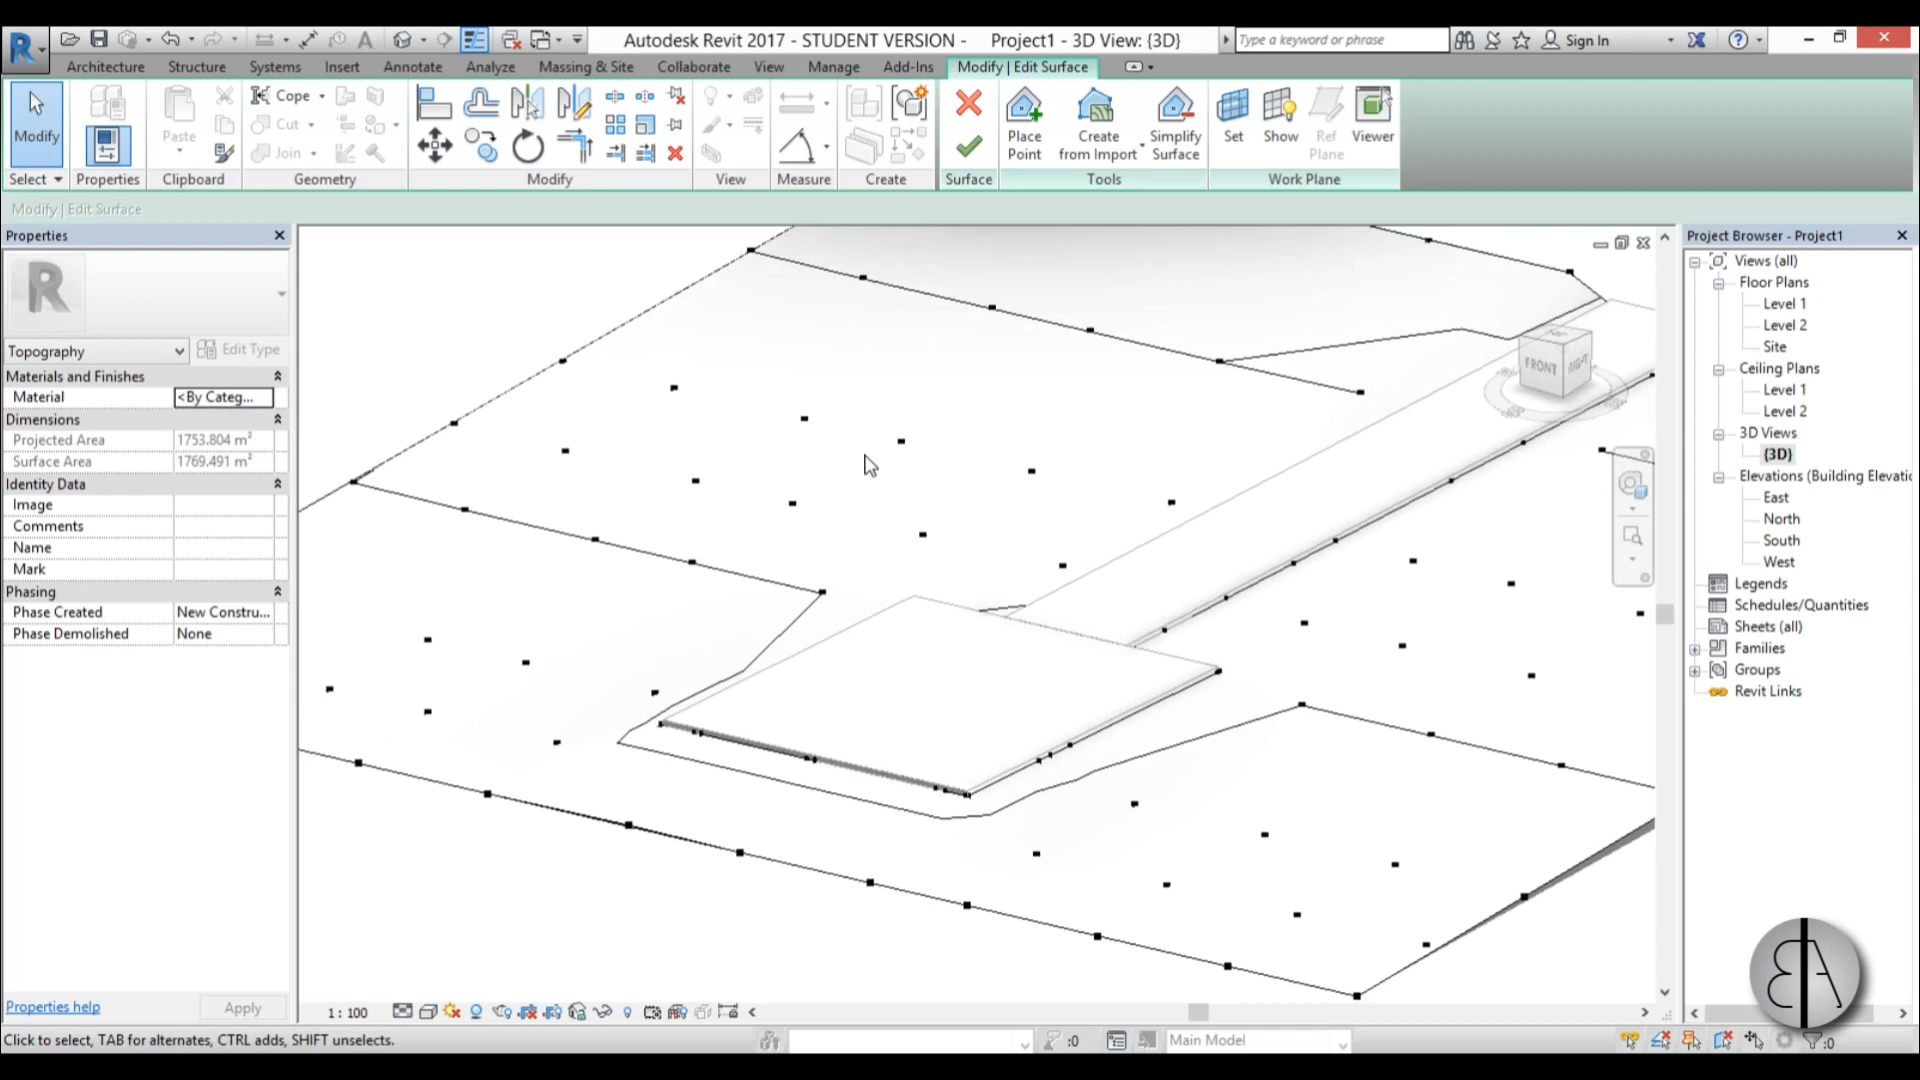 Autodesk Revit 2017 - STUDENT VERSION - Project1 - 3D View: {3D}
Type a keyword or phrase
Sign In
Architecture Structure Systems Insert Annotate Analyze Massing & Site Collaborate View Manage Add-Ins Modify | Edit Surface
Modify
Paste
Cope
Cut
Join
Place Point
Create from Import
Simplify Surface
Set
Show
Ref Plane
Viewer
Select Properties Clipboard Geometry Modify View Measure Create Surface Tools Work Plane
Modify | Edit Surface
Properties
R
Topography
Edit Type
Materials and Finishes
Material <By Categ...
Dimensions
Projected Area 1753.804 m²
Surface Area 1769.491 m²
Identity Data
Image
Comments
Name
Mark
Phasing
Phase Created New Constru...
Phase Demolished None
Properties help
Apply
FRONT
RIGHT
Project Browser - Project1
Views (all)
Floor Plans
Level 1
Level 2
Site
Ceiling Plans
Level 1
Level 2
3D Views
{3D}
Elevations (Building Elevatio
East
North
South
West
Legends
Schedules/Quantities
Sheets (all)
Families
Groups
Revit Links
1 : 100
Click to select, TAB for alternates, CTRL adds, SHIFT unselects.
:0
Main Model
:0